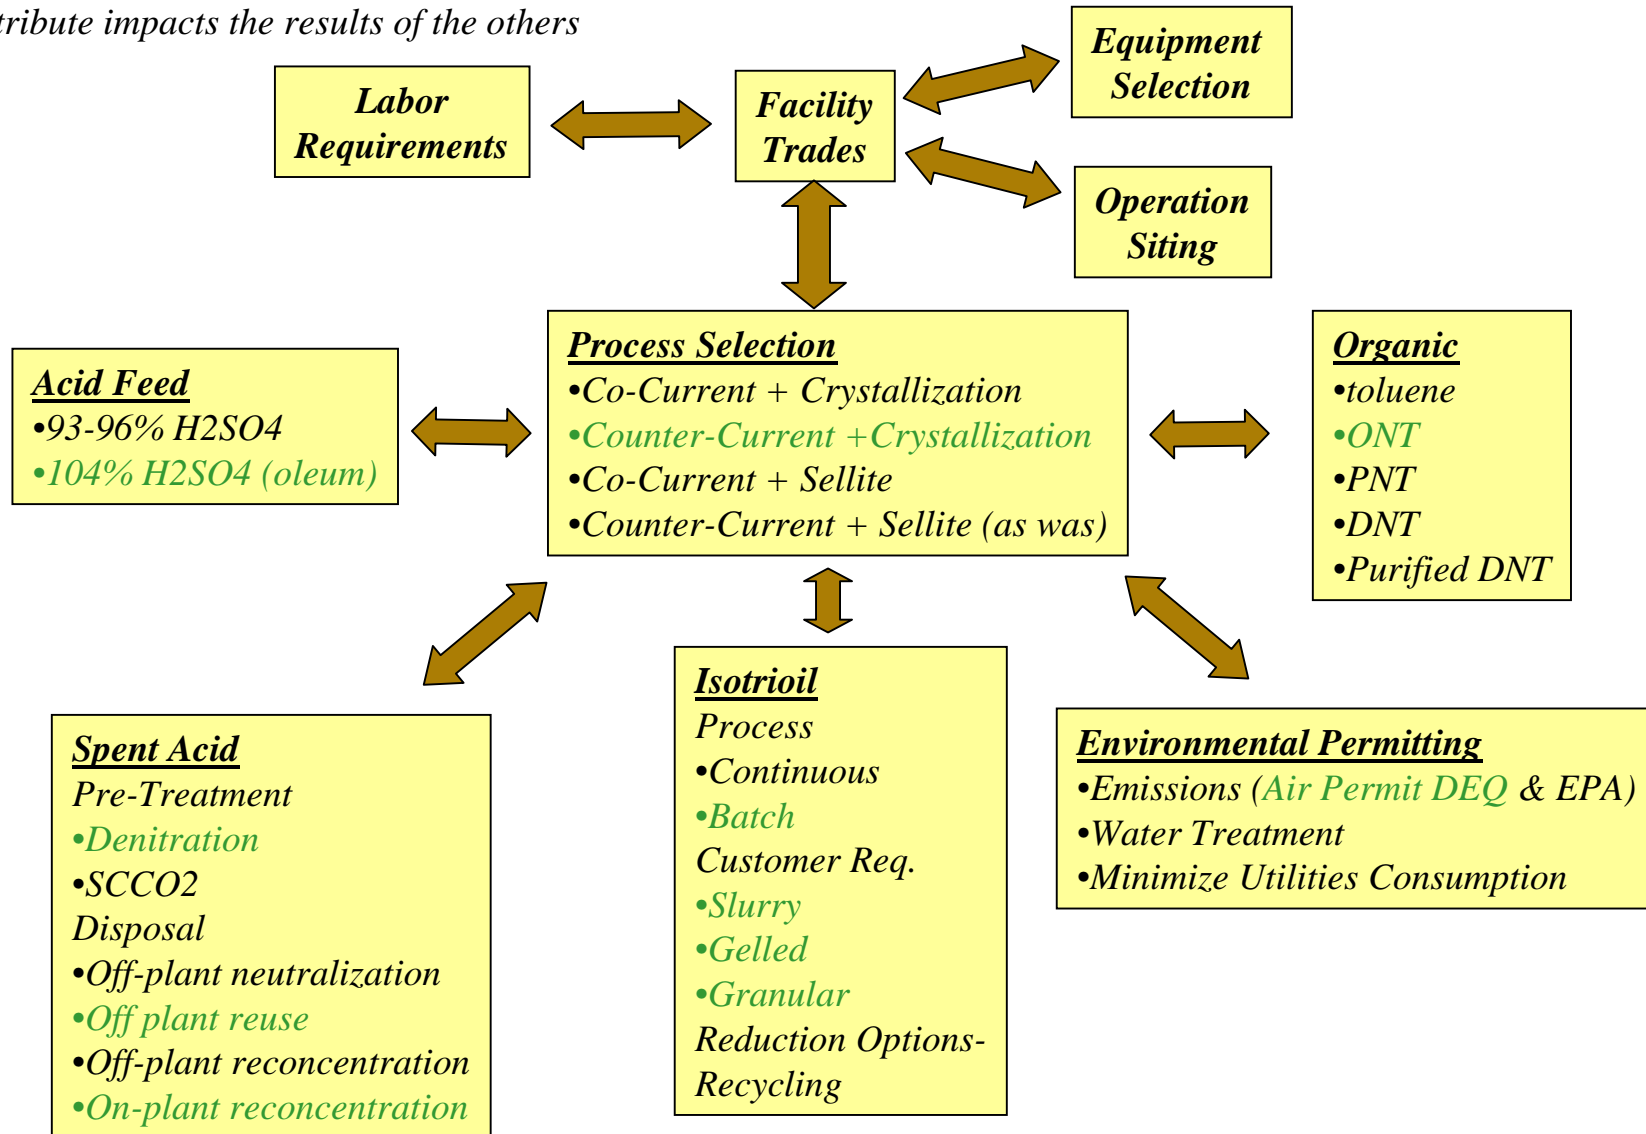 tribute impacts the results of the others
Equipment
Selection
Labor
Requirements
Facility
Trades
Operation
Siting
Process Selection
•Co-Current + Crystallization
•Counter-Current +Crystallization
•Co-Current + Sellite
•Counter-Current + Sellite (as was)
Acid Feed
•93-96% H2SO4
•104% H2SO4 (oleum)
Organic
•toluene
•ONT
•PNT
•DNT
•Purified DNT
Spent Acid
Pre-Treatment
•Denitration
•SCCO2
Disposal
•Off-plant neutralization
•Off plant reuse
•Off-plant reconcentration
•On-plant reconcentration
Isotrioil
Process
•Continuous
•Batch
Customer Req.
•Slurry
•Gelled
•Granular
Reduction Options-
Recycling
Environmental Permitting
•Emissions (Air Permit DEQ & EPA)
•Water Treatment
•Minimize Utilities Consumption